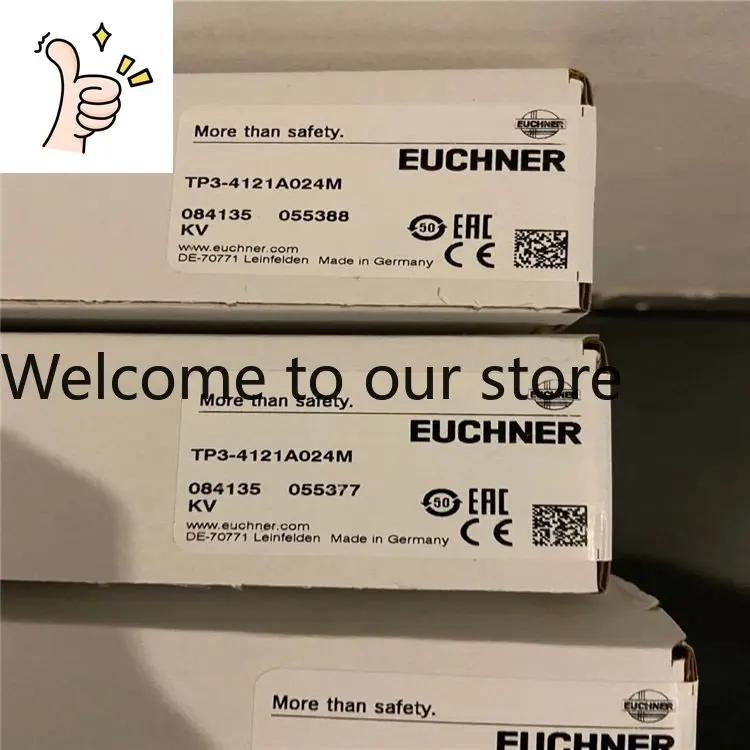 More than safety.
EUCHNER
EUCHNER
TP3-4121A024M
084135 055388
KV
50
EAC
www.euchner.com
DE-70771 Leinfelden Made in Germany
CE
Welcome to our store
More than safety.
EUCHNER
EUCHNER
TP3-4121A024M
084135 055377
KV
50
EAC
www.euchner.com
DE-70771 Leinfelden Made in Germany
CE
More than safety.
EUCHNER
EUCHNER